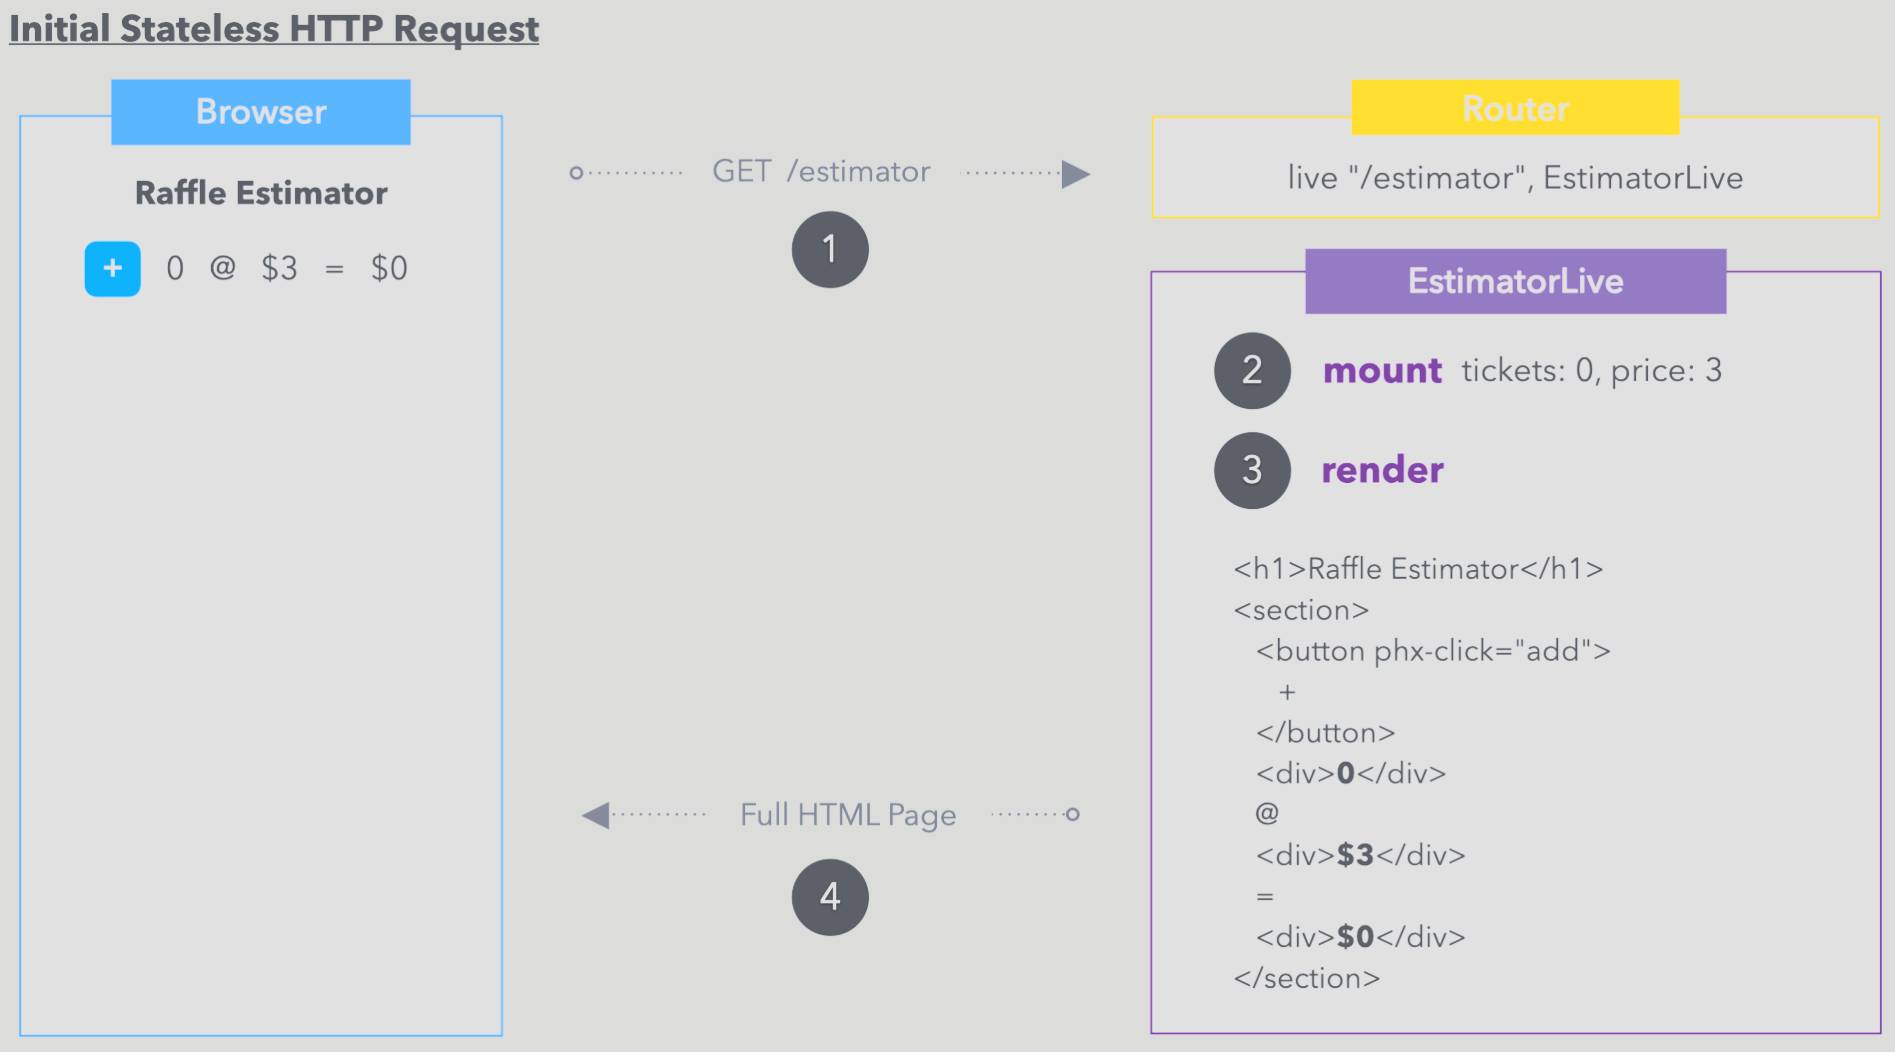 Initial Stateless HTTP Request
Browser
Raffle Estimator
+ 0 @ $3 = $0
GET /estimator
1
Router
live "/estimator", EstimatorLive
EstimatorLive
2 mount tickets: 0, price: 3
3 render
<h1>Raffle Estimator</h1>
<section>
<button phx-click="add">
+
</button>
<div>0</div>
@
<div>$3</div>
=
<div>$0</div>
</section>
Full HTML Page
4